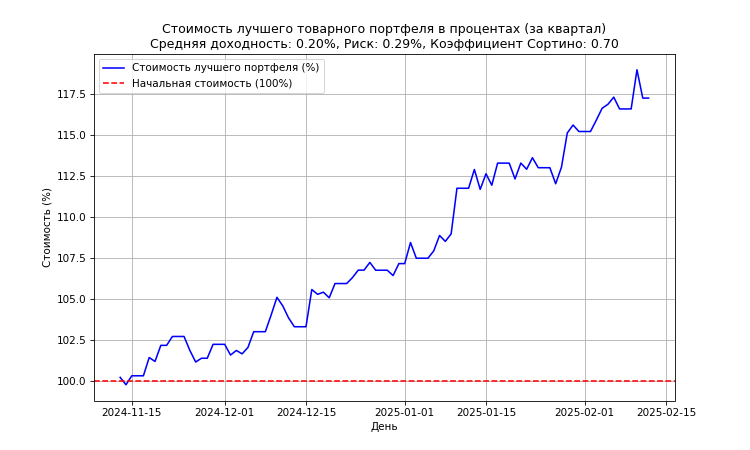 Стоимость лучшего товарного портфеля в процентах (за квартал)
Средняя доходность: 0.20%, Риск: 0.29%, Коэффициент Сортино: 0.70
Стоимость лучшего портфеля (%)
Начальная стоимость (100%)
Стоимость (%)
117.5
115.0
112.5
110.0
107.5
105.0
102.5
100.0
2024-11-15
2024-12-01
2024-12-15
2025-01-01
2025-01-15
2025-02-01
2025-02-15
День